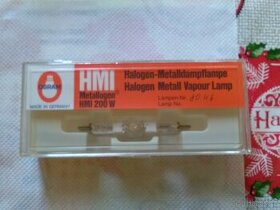 OSRAM
MADE IN GERMANY
HMI
Metallogen®
HMI 200 W
Halogen-Metalldampflampe
Halogen Metall Vapour Lamp
Lampen Nr.
Lamp No.